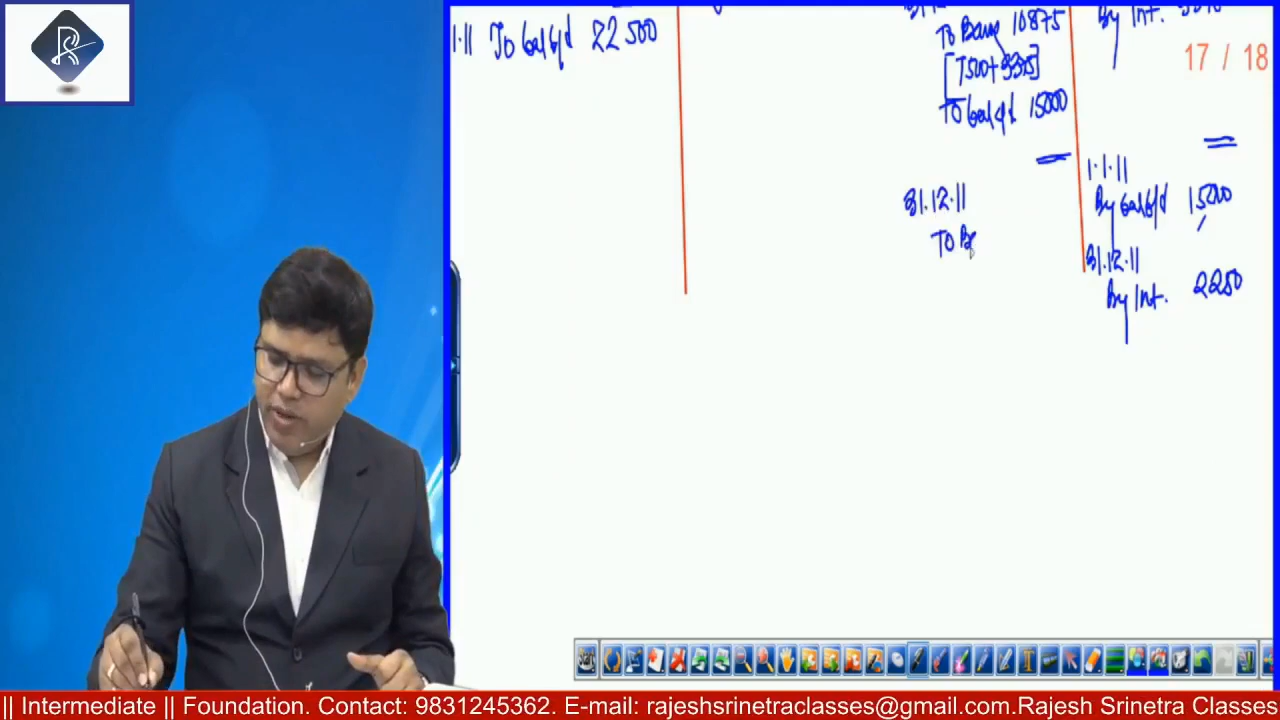 1.11 To bal b/d 22500
To Bank 10875
By Int.
17 / 18
[7500+3375]
To bal c/d 15000
1.1.11
31.12.11
By bal b/d 15000
To Ba
31.12.11
By Int. 2250
|| Intermediate || Foundation. Contact: 9831245362. E-mail: rajeshsrinetraclasses@gmail.com.Rajesh Srinetra Classes